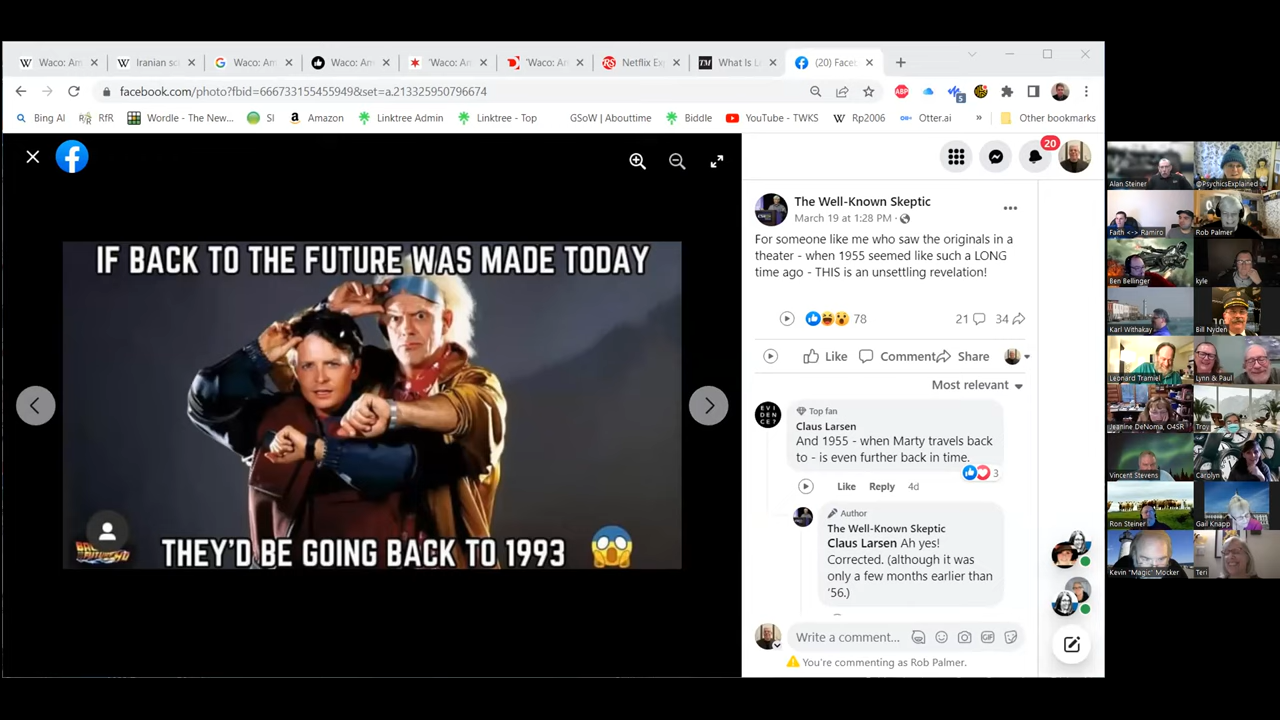 Waco: Am
Iranian sc
Waco: Am
Waco: Am
'Waco: Am
'Waco: An
Netflix Ex
What Is L
(20) Face
facebook.com/photo?fbid=666733155455949&set=a.213325950796674
ABP
5
Bing AI
RfR
Wordle - The New...
SI
Amazon
Linktree Admin
Linktree - Top
GSoW | Abouttime
Biddle
YouTube - TWKS
Rp2006
Otter.ai
»
Other bookmarks
20
IF BACK TO THE FUTURE WAS MADE TODAY
THEY'D BE GOING BACK TO 1993
The Well-Known Skeptic
March 19 at 1:28 PM ·
For someone like me who saw the originals in a
theater - when 1955 seemed like such a LONG
time ago - THIS is an unsettling revelation!
78
21
34
Like
Comment
Share
Most relevant
EVI
DEN
CE?
Top fan
Claus Larsen
And 1955 - when Marty travels back
to - is even further back in time.
3
Like Reply 4d
Author
The Well-Known Skeptic
Claus Larsen Ah yes!
Corrected. (although it was
only a few months earlier than
'56.)
Write a comment...
GIF
You're commenting as Rob Palmer.
Alan Steiner
@PsychicsExplained
Faith <-> Ramiro
Rob Palmer
Ben Bellinger
kyle
Karl Withakay
Bill Nyden
Leonard Tramiel
Lynn & Paul
Jeanine DeNoma, O4SR
Troy
Vincent Stevens
Carolyn
Ron Steiner
Gail Knapp
Kevin "Magic" Mocker
Teri